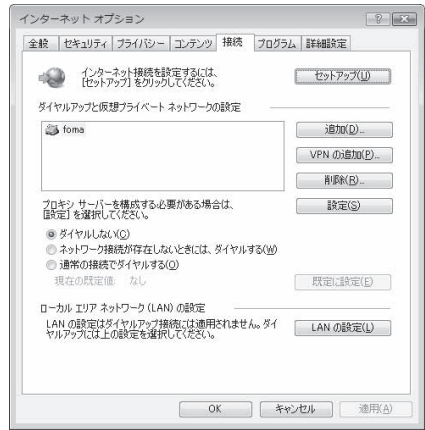 インターネット オプション
全般 セキュリティ プライバシー コンテンツ 接続 プログラム 詳細設定
インターネット接続を設定するには、
[セットアップ] をクリックしてください。
セットアップ(U)
ダイヤルアップと仮想プライベート ネットワークの設定
foma
追加(D)...
VPN の追加(P)...
削除(R)...
プロキシ サーバーを構成する必要がある場合は、
[設定] を選択してください。
設定(S)
ダイヤルしない(C)
ネットワーク接続が存在しないときには、ダイヤルする(W)
通常の接続でダイヤルする(O)
現在の既定値 なし
既定に設定(E)
ローカル エリア ネットワーク (LAN) の設定
LAN の設定はダイヤルアップ接続には適用されません。ダイ
ヤルアップには上の設定を選択してください。
LAN の設定(L)
OK キャンセル 適用(A)